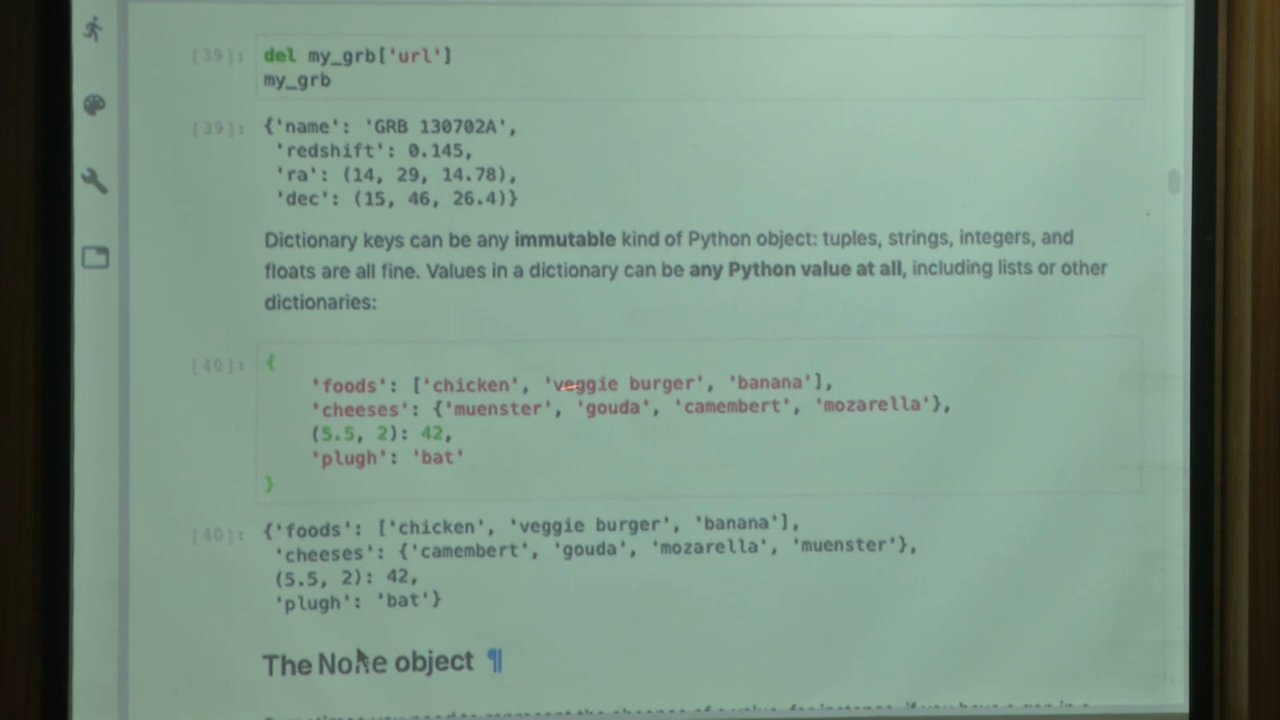 [39]: del my_grb['url']
my_grb
[39]: {'name': 'GRB 130702A',
'redshift': 0.145,
'ra': (14, 29, 14.78),
'dec': (15, 46, 26.4)}
Dictionary keys can be any immutable kind of Python object: tuples, strings, integers, and
floats are all fine. Values in a dictionary can be any Python value at all, including lists or other
dictionaries:
[40]: {
'foods': ['chicken', 'veggie burger', 'banana'],
'cheeses': {'muenster', 'gouda', 'camembert', 'mozarella'},
(5.5, 2): 42,
'plugh': 'bat'
}
[40]: {'foods': ['chicken', 'veggie burger', 'banana'],
'cheeses': {'camembert', 'gouda', 'mozarella', 'muenster'},
(5.5, 2): 42,
'plugh': 'bat'}
The None object ¶